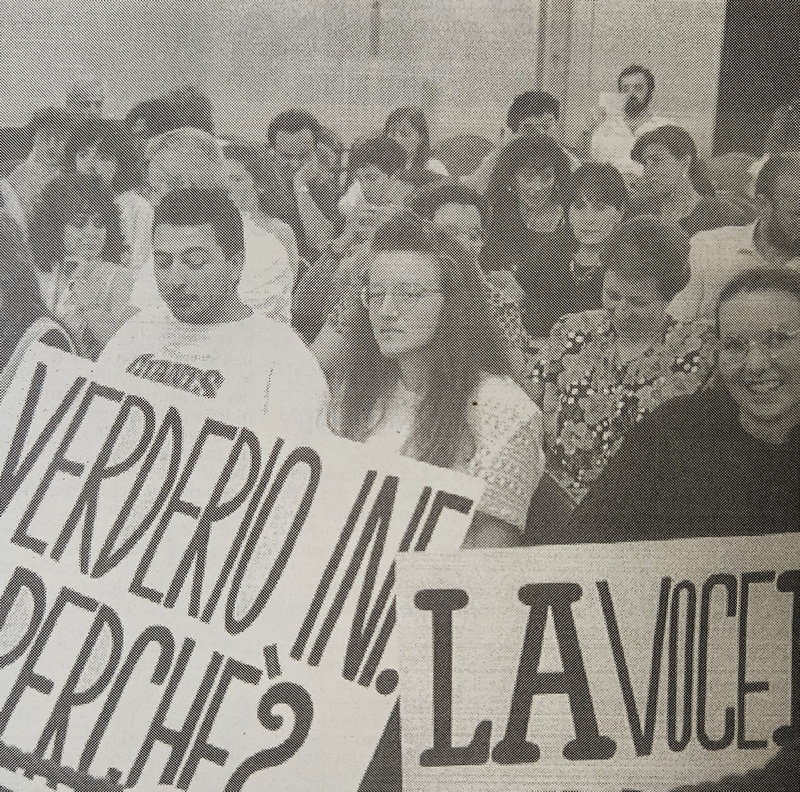 VERDERIO INF.
PERCHÈ?
LA VOCE